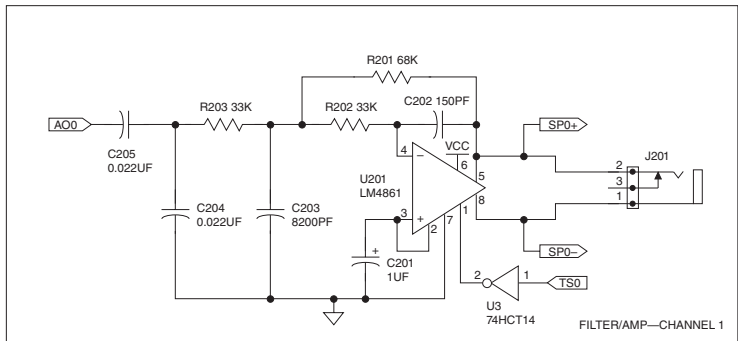 R201 68K
R203 33K
R202 33K
C202 150PF
AO0
SP0+
C205
0.022UF
VCC
J201
4
−
6
U201
LM4861
5
8
2
3
1
C204
0.022UF
C203
8200PF
3
+
2
7
1
+
C201
1UF
SP0−
2
1
TS0
U3
74HCT14
FILTER/AMP—CHANNEL 1